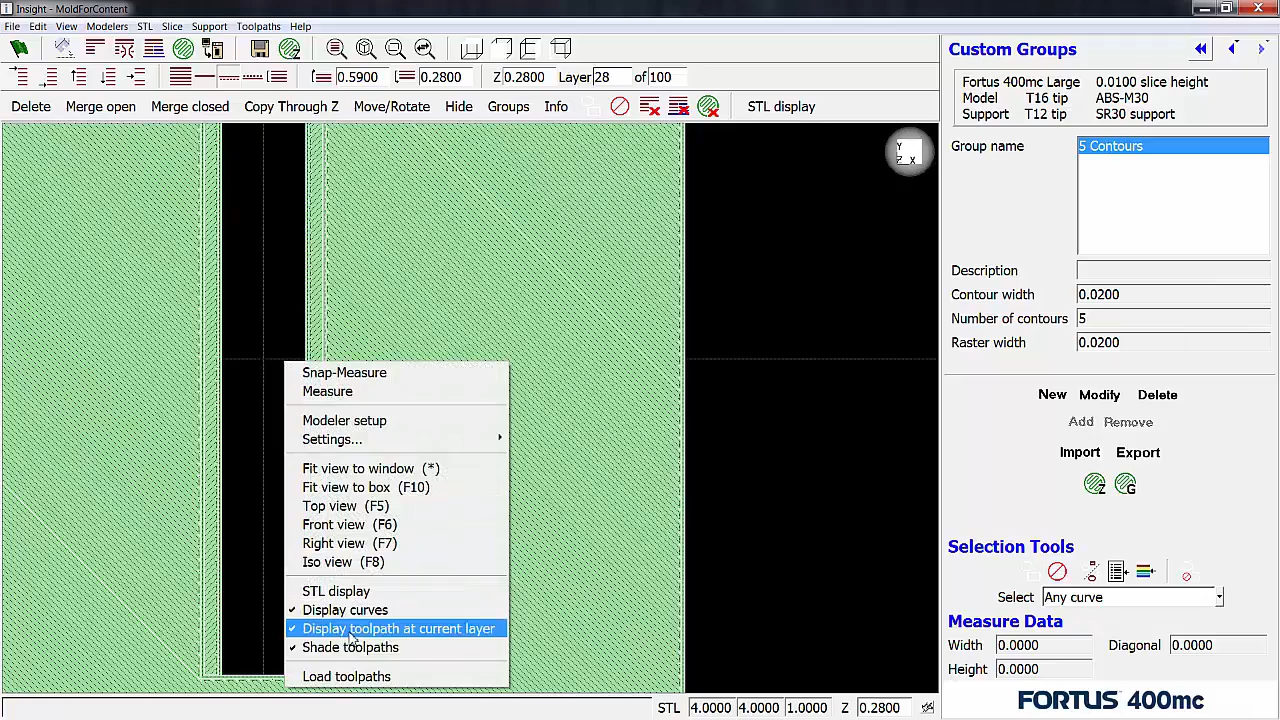 Insight - MoldForContent
File Edit View Modelers STL Slice Support Toolpaths Help
0.5900 0.2800 Z 0.2800 Layer 28 of 100
Delete Merge open Merge closed Copy Through Z Move/Rotate Hide Groups Info STL display
Y
Z X
Snap-Measure
Measure
Modeler setup
Settings...
Fit view to window (*)
Fit view to box (F10)
Top view (F5)
Front view (F6)
Right view (F7)
Iso view (F8)
STL display
Display curves
Display toolpath at current layer
Shade toolpaths
Load toolpaths
Custom Groups
Fortus 400mc Large 0.0100 slice height
Model T16 tip ABS-M30
Support T12 tip SR30 support
Group name 5 Contours
Description
Contour width 0.0200
Number of contours 5
Raster width 0.0200
New Modify Delete
Add Remove
Import Export
Z G
Selection Tools
Select Any curve
Measure Data
Width 0.0000 Diagonal 0.0000
Height 0.0000
FORTUS 400mc
STL 4.0000 4.0000 1.0000 Z 0.2800